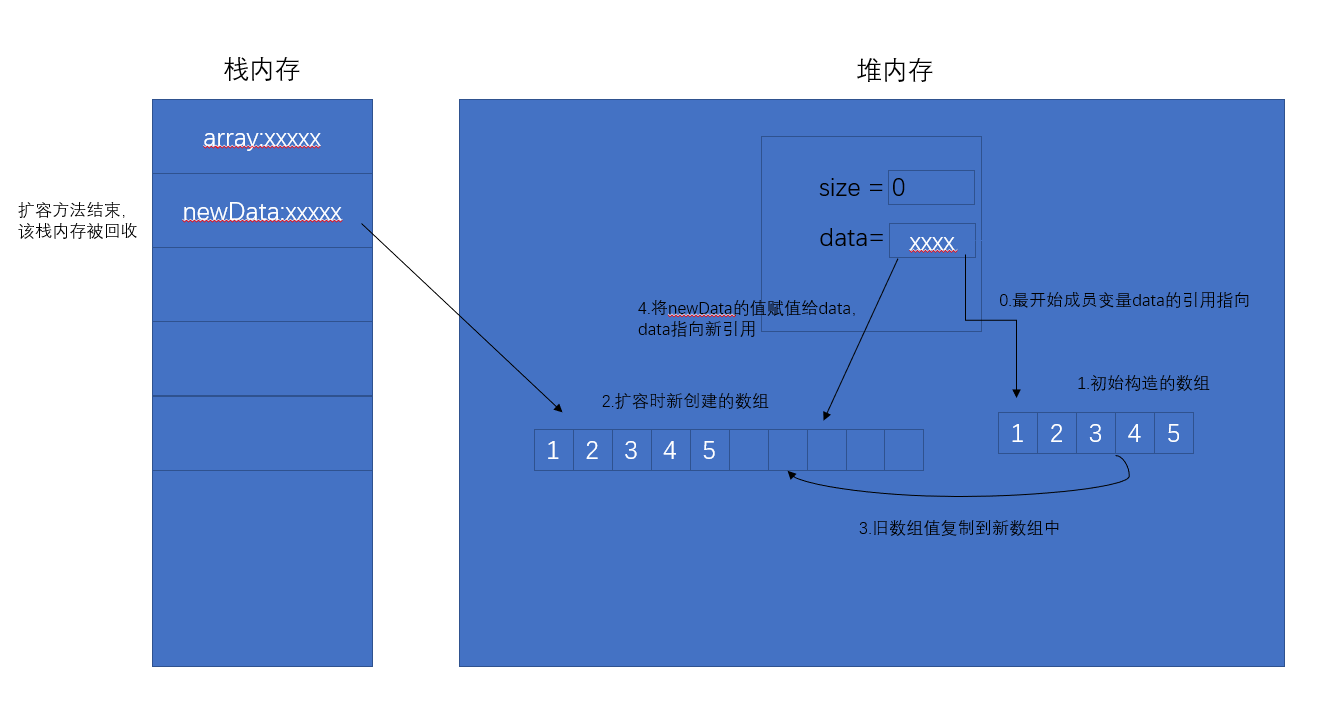 栈内存
堆内存
array:xxxxx
newData:xxxxx
扩容方法结束，
该栈内存被回收
size = 0
data= xxxx
0.最开始成员变量data的引用指向
4.将newData的值赋值给data，
data指向新引用
1.初始构造的数组
2.扩容时新创建的数组
1 2 3 4 5
1 2 3 4 5
3.旧数组值复制到新数组中